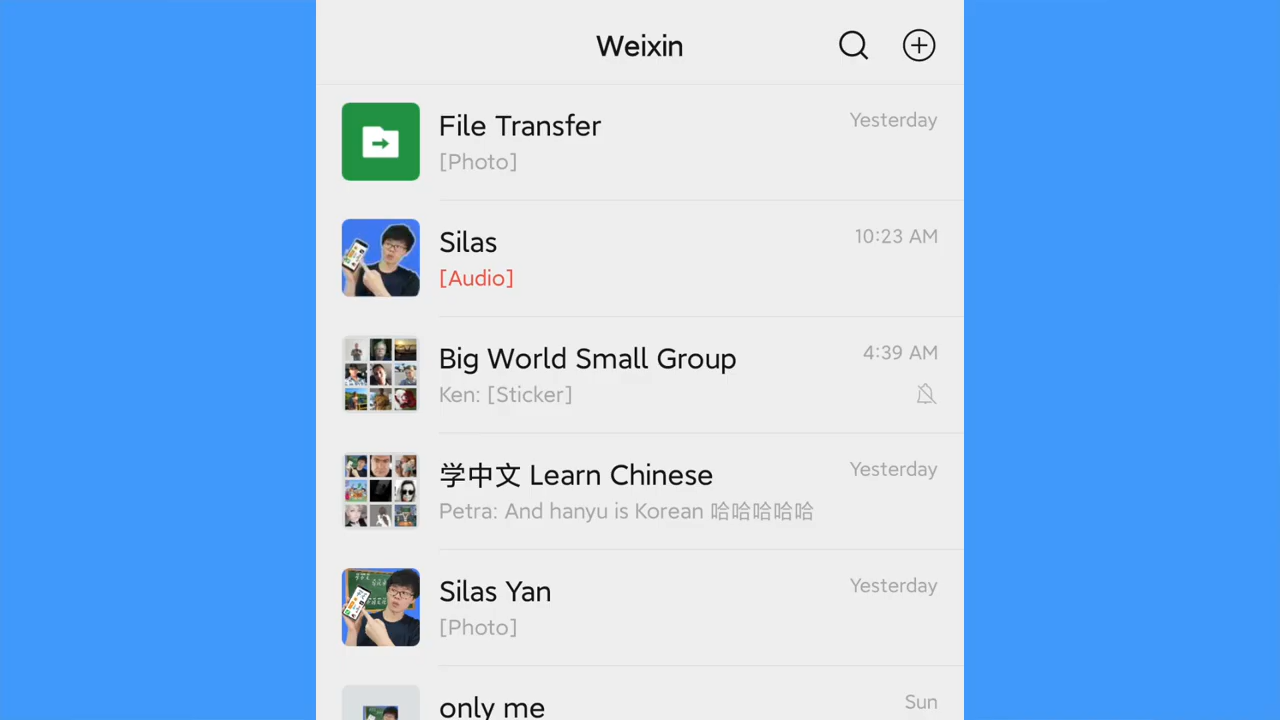 Weixin
File Transfer
Yesterday
[Photo]
Silas
10:23 AM
[Audio]
Big World Small Group
4:39 AM
Ken: [Sticker]
学中文 Learn Chinese
Yesterday
Petra: And hanyu is Korean 哈哈哈哈哈
Silas Yan
Yesterday
[Photo]
only me
Sun